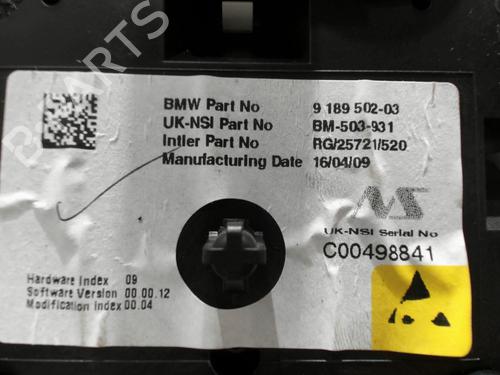 BMW Part No 9 189 502-03
UK-NSI Part No BM-503-931
Intier Part No RG/25721/520
Manufacturing Date 16/04/09
UK-NSI Serial No
C00498841
Hardware Index 09
Software Version 00.00.12
Modification Index 00.04
B-PARTS